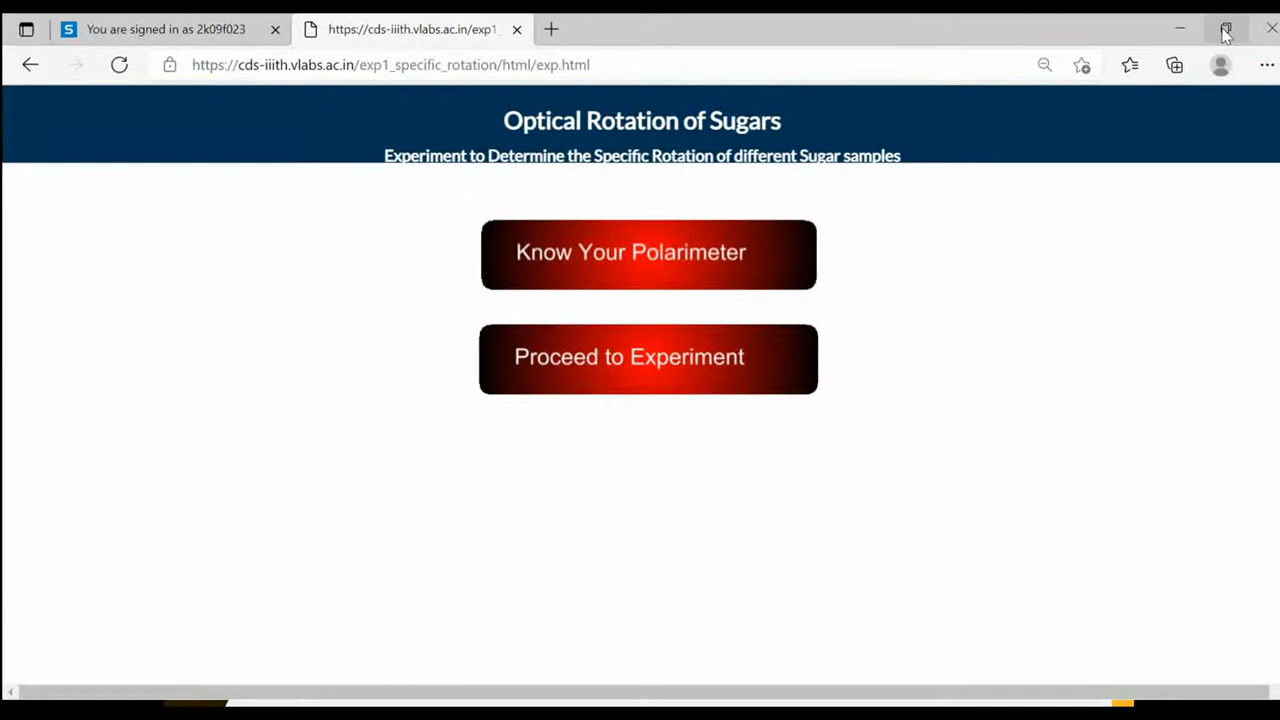 You are signed in as 2k09f023
https://cds-iiith.vlabs.ac.in/exp1_
https://cds-iiith.vlabs.ac.in/exp1_specific_rotation/html/exp.html
Optical Rotation of Sugars
Experiment to Determine the Specific Rotation of different Sugar samples
Know Your Polarimeter
Proceed to Experiment